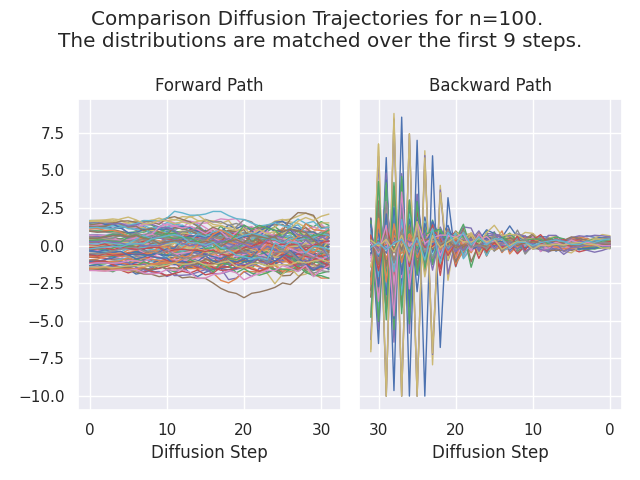 Comparison Diffusion Trajectories for n=100.
The distributions are matched over the first 9 steps.
Forward Path
Backward Path
7.5
5.0
2.5
0.0
−2.5
−5.0
−7.5
−10.0
0 10 20 30
30 20 10 0
Diffusion Step
Diffusion Step